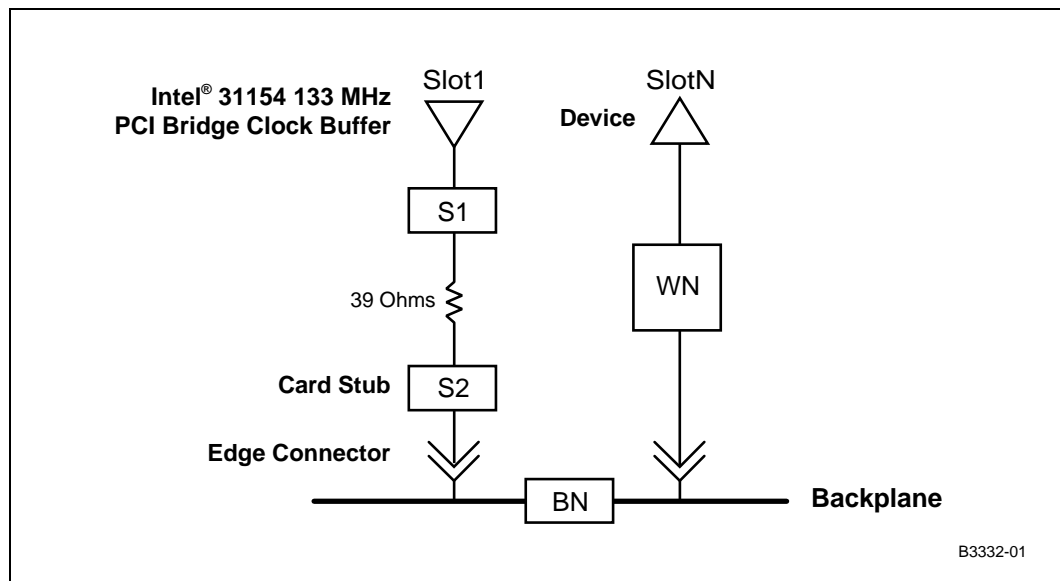 Slot1
SlotN
Intel® 31154 133 MHz
PCI Bridge Clock Buffer
Device
S1
WN
39 Ohms
Card Stub
S2
Edge Connector
BN
Backplane
B3332-01